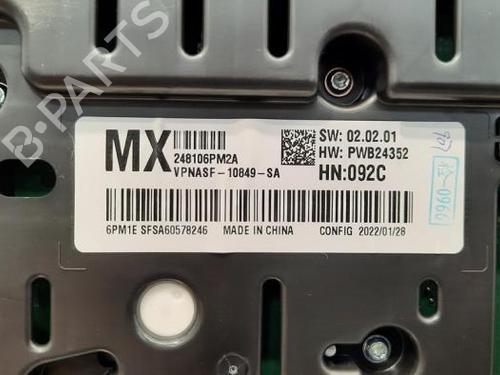 B-PARTS
MX
248106PM2A
VPNASF-10849-SA
SW: 02.02.01
HW: PWB24352
HN:092C
6PM1E SFSA60578246 MADE IN CHINA CONFIG 2022/01/28